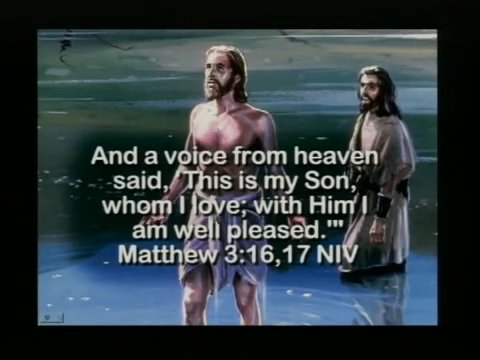 And a voice from heaven
said, 'This is my Son,
whom I love; with Him I
am well pleased.'"
Matthew 3:16,17 NIV